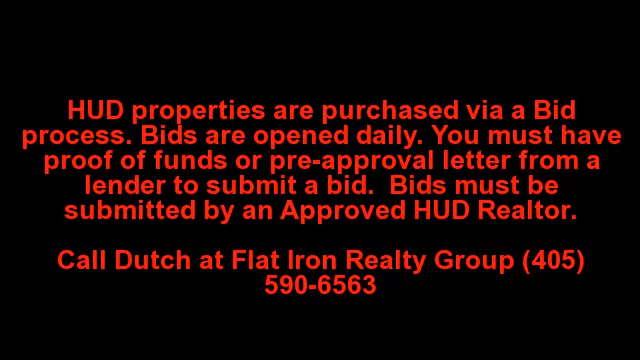 HUD properties are purchased via a Bid
process. Bids are opened daily. You must have
proof of funds or pre-approval letter from a
lender to submit a bid.  Bids must be
submitted by an Approved HUD Realtor.
Call Dutch at Flat Iron Realty Group (405)
590-6563